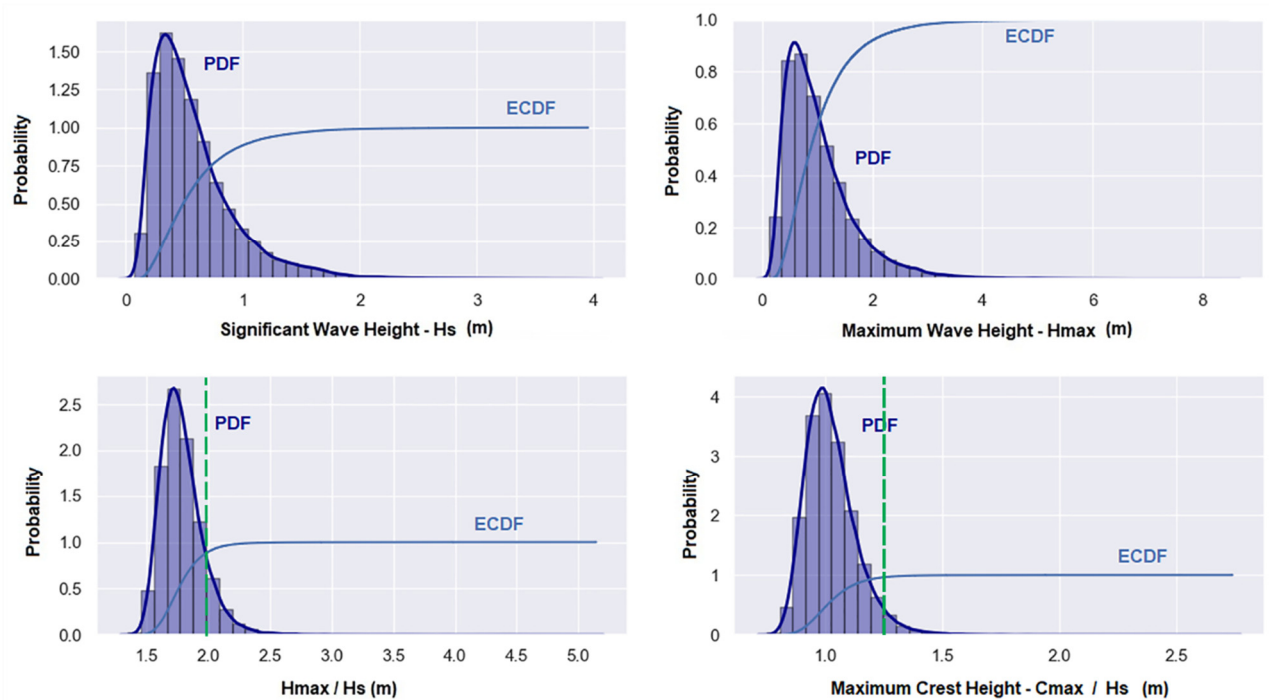 1.50
1.25
1.00
0.75
0.50
0.25
0.00
Probability
PDF
ECDF
0 1 2 3 4
Significant Wave Height - Hs (m)
1.0
0.8
0.6
0.4
0.2
0.0
Probability
ECDF
PDF
0 2 4 6 8
Maximum Wave Height - Hmax (m)
2.5
2.0
1.5
1.0
0.5
0.0
Probability
PDF
ECDF
1.5 2.0 2.5 3.0 3.5 4.0 4.5 5.0
Hmax / Hs (m)
4
3
2
1
0
Probability
PDF
ECDF
1.0 1.5 2.0 2.5
Maximum Crest Height - Cmax / Hs (m)